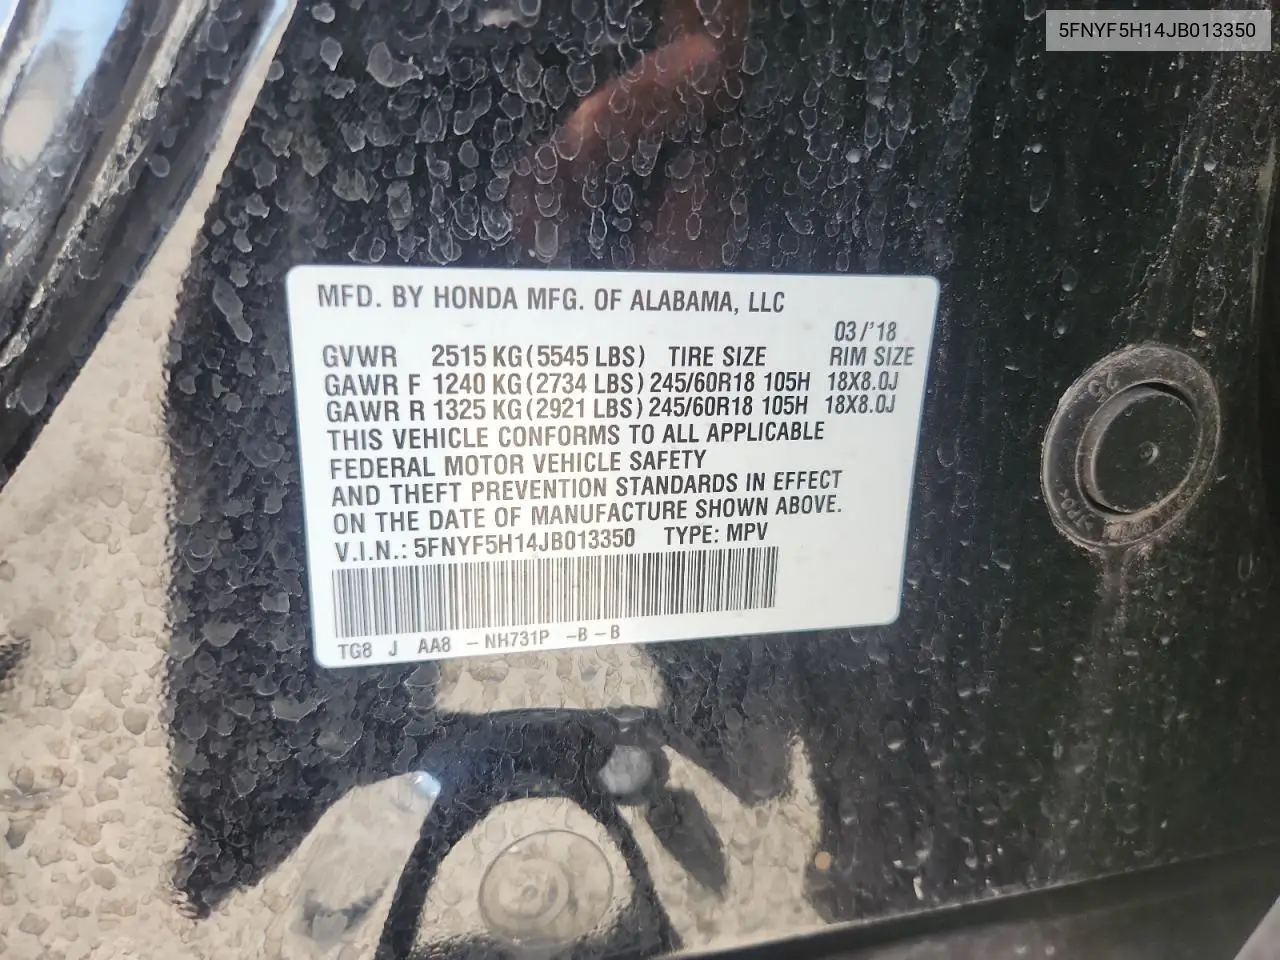 5FNYF5H14JB013350
MFD. BY HONDA MFG. OF ALABAMA, LLC
03/'18
GVWR 2515 KG (5545 LBS) TIRE SIZE RIM SIZE
GAWR F 1240 KG (2734 LBS) 245/60R18 105H 18X8.0J
GAWR R 1325 KG (2921 LBS) 245/60R18 105H 18X8.0J
THIS VEHICLE CONFORMS TO ALL APPLICABLE
FEDERAL MOTOR VEHICLE SAFETY
AND THEFT PREVENTION STANDARDS IN EFFECT
ON THE DATE OF MANUFACTURE SHOWN ABOVE.
V.I.N.: 5FNYF5H14JB013350 TYPE: MPV
TG8 J AA8 - NH731P -B - B